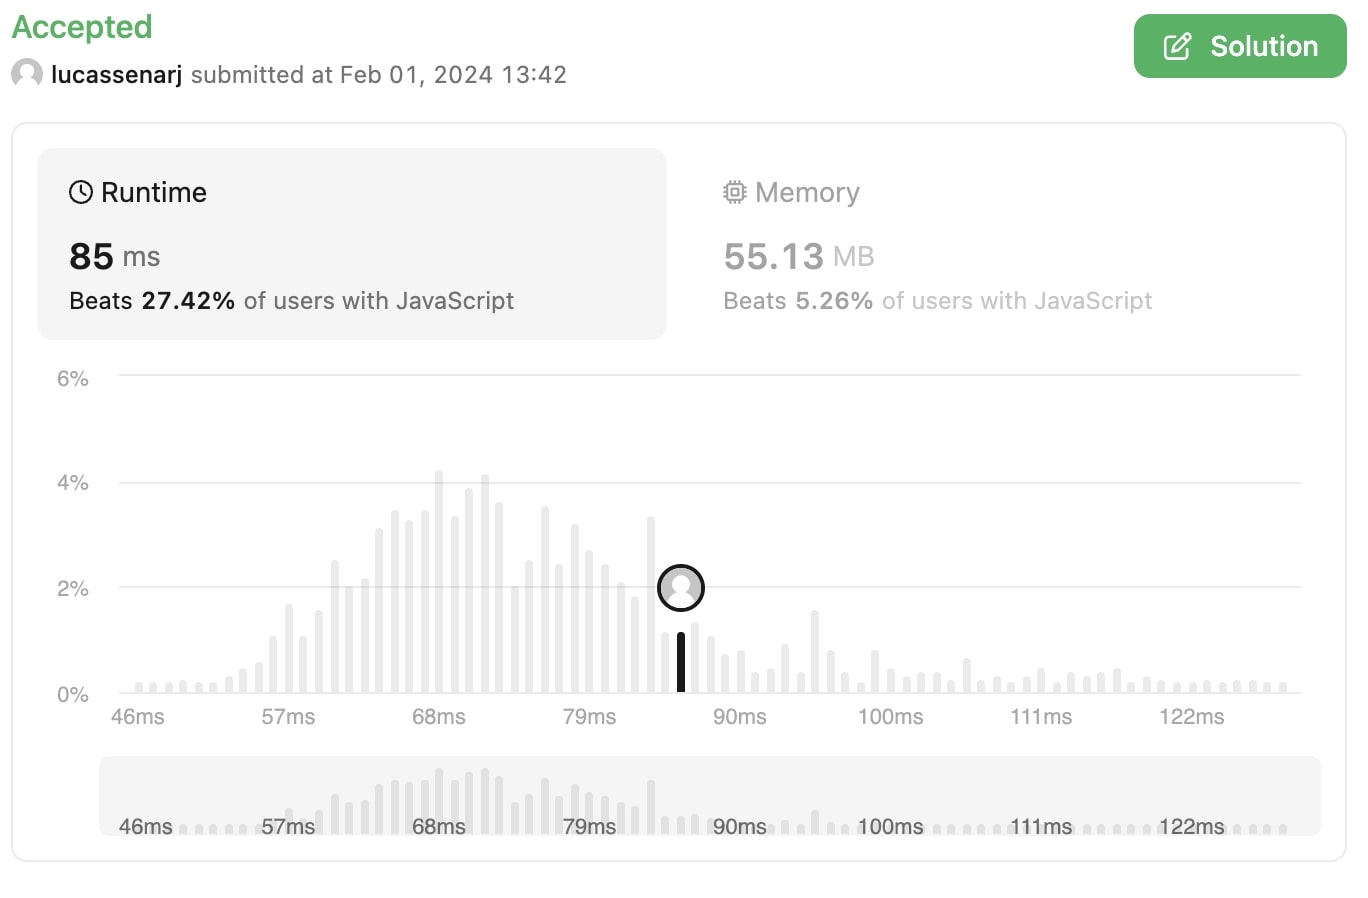 Accepted
Solution
lucassenarj submitted at Feb 01, 2024 13:42
Runtime
85 ms
Beats 27.42% of users with JavaScript
Memory
55.13 MB
Beats 5.26% of users with JavaScript
6%
4%
2%
0%
46ms 57ms 68ms 79ms 90ms 100ms 111ms 122ms
46ms 57ms 68ms 79ms 90ms 100ms 111ms 122ms